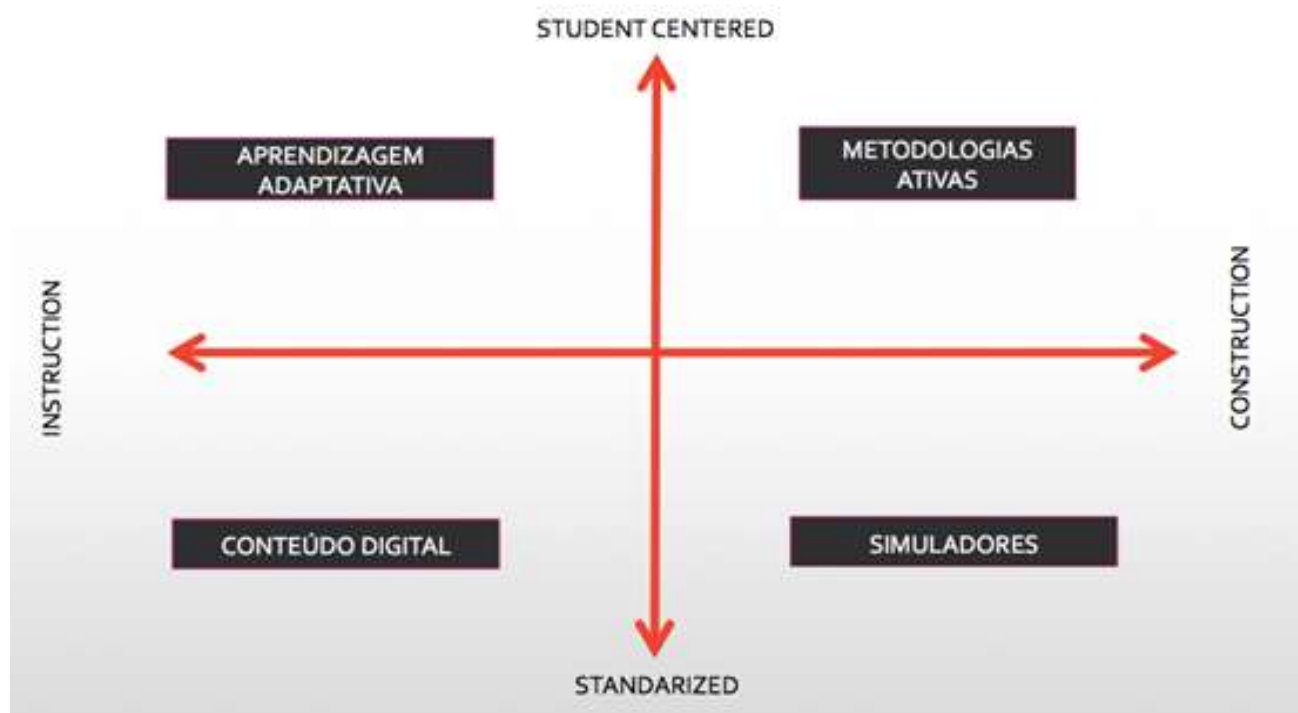 STUDENT CENTERED
APRENDIZAGEM
ADAPTATIVA
METODOLOGIAS
ATIVAS
INSTRUCTION
CONSTRUCTION
CONTEÚDO DIGITAL
SIMULADORES
STANDARIZED